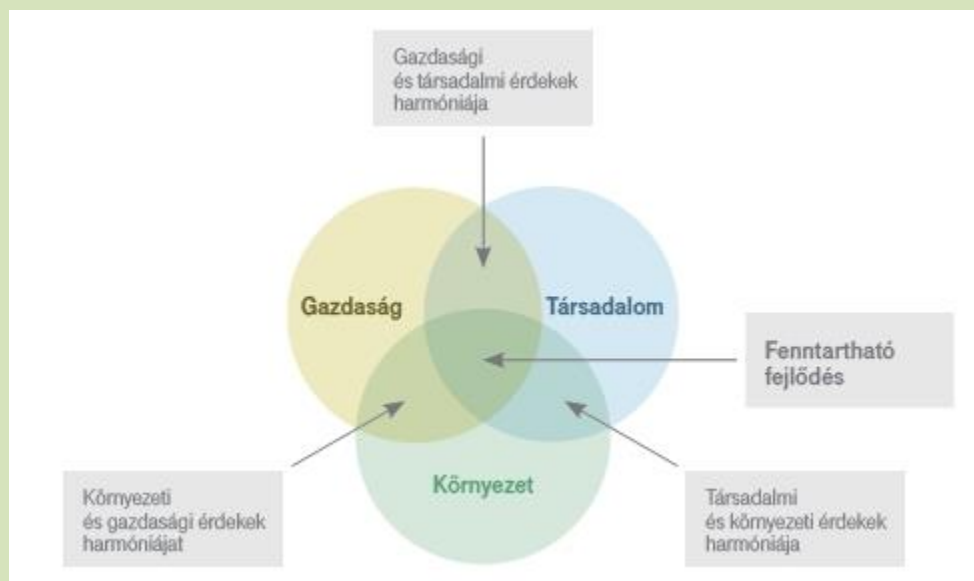 Gazdasági
és társadalmi érdekek
harmóniája
Gazdaság
Társadalom
Fenntartható
fejlődés
Környezet
Környezeti
és gazdasági érdekek
harmóniáját
Társadalmi
és környezeti érdekek
harmóniája